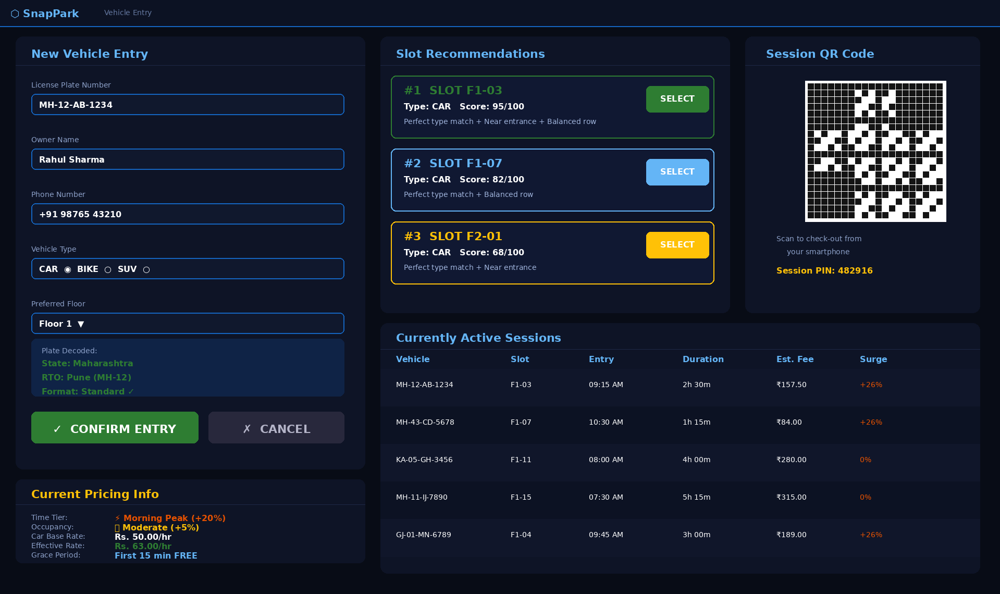 ⬡ SnapPark
Vehicle Entry
New Vehicle Entry
License Plate Number
MH-12-AB-1234
Owner Name
Rahul Sharma
Phone Number
+91 98765 43210
Vehicle Type
CAR ◉ BIKE ○ SUV ○
Preferred Floor
Floor 1 ▼
Plate Decoded:
State: Maharashtra
RTO: Pune (MH-12)
Format: Standard ✓
✓ CONFIRM ENTRY
✗ CANCEL
Current Pricing Info
Time Tier: ⚡ Morning Peak (+20%)
Occupancy: Moderate (+5%)
Car Base Rate: Rs. 50.00/hr
Effective Rate: Rs. 63.00/hr
Grace Period: First 15 min FREE
Slot Recommendations
#1 SLOT F1-03
Type: CAR Score: 95/100
Perfect type match + Near entrance + Balanced row
SELECT
#2 SLOT F1-07
Type: CAR Score: 82/100
Perfect type match + Balanced row
SELECT
#3 SLOT F2-01
Type: CAR Score: 68/100
Perfect type match + Near entrance
SELECT
Session QR Code
Scan to check-out from
your smartphone
Session PIN: 482916
Currently Active Sessions
Vehicle Slot Entry Duration Est. Fee Surge
MH-12-AB-1234 F1-03 09:15 AM 2h 30m ₹157.50 +26%
MH-43-CD-5678 F1-07 10:30 AM 1h 15m ₹84.00 +26%
KA-05-GH-3456 F1-11 08:00 AM 4h 00m ₹280.00 0%
MH-11-IJ-7890 F1-15 07:30 AM 5h 15m ₹315.00 0%
GJ-01-MN-6789 F1-04 09:45 AM 3h 00m ₹189.00 +26%